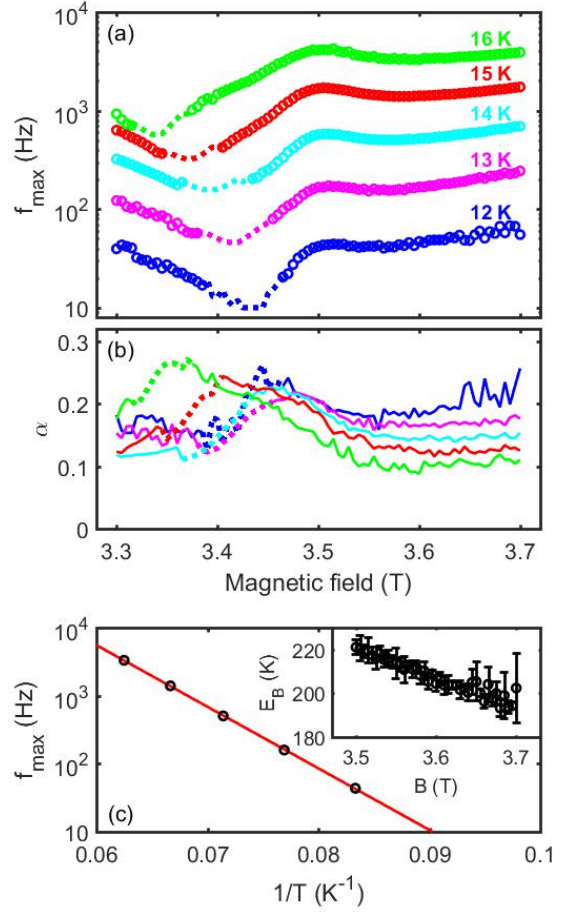 10⁴
(a)
16 K
15 K
10³
14 K
f_max (Hz)
13 K
10²
12 K
10
0.3
(b)
0.2
α
0.1
0
3.3 3.4 3.5 3.6 3.7
Magnetic field (T)
10⁴
220
E_B (K)
200
10³
180
f_max (Hz)
3.5 3.6 3.7
B (T)
10²
(c)
10
0.06 0.07 0.08 0.09 0.1
1/T (K⁻¹)